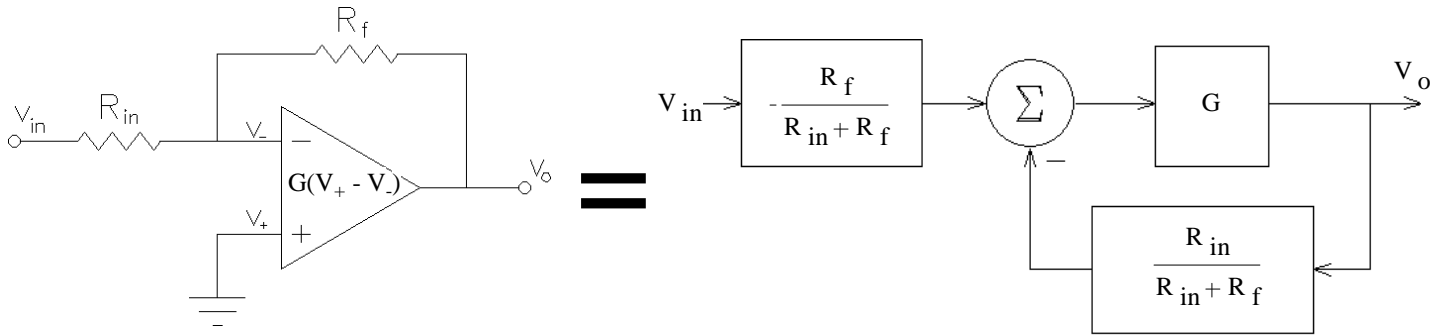 R_f
V_in
R_in
V_-
−
G(V_+ - V_-)
V_+
+
V_o
=
V_in
- R_f / R_in + R_f
Σ
−
G
V_o
R_in / R_in + R_f